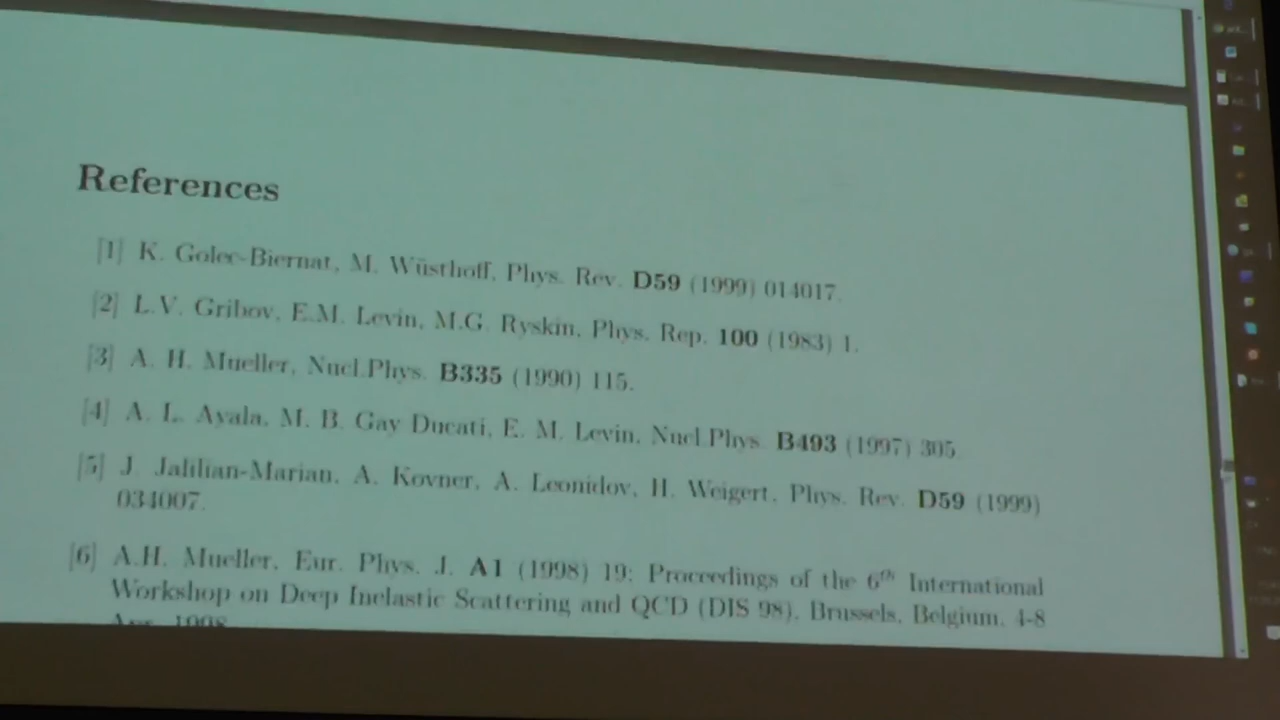 References
[1] K. Golec-Biernat, M. Wüsthoff, Phys. Rev. D59 (1999) 014017.
[2] L.V. Gribov, E.M. Levin, M.G. Ryskin, Phys. Rep. 100 (1983) 1.
[3] A. H. Mueller, Nucl.Phys. B335 (1990) 115.
[4] A. L. Ayala, M. B. Gay Ducati, E. M. Levin, Nucl.Phys. B493 (1997) 305.
[5] J. Jalilian-Marian, A. Kovner, A. Leonidov, H. Weigert, Phys. Rev. D59 (1999)
034007.
[6] A.H. Mueller, Eur. Phys. J. A1 (1998) 19; Proceedings of the 6th International
Workshop on Deep Inelastic Scattering and QCD (DIS 98), Brussels, Belgium, 4-8
Apr 1998